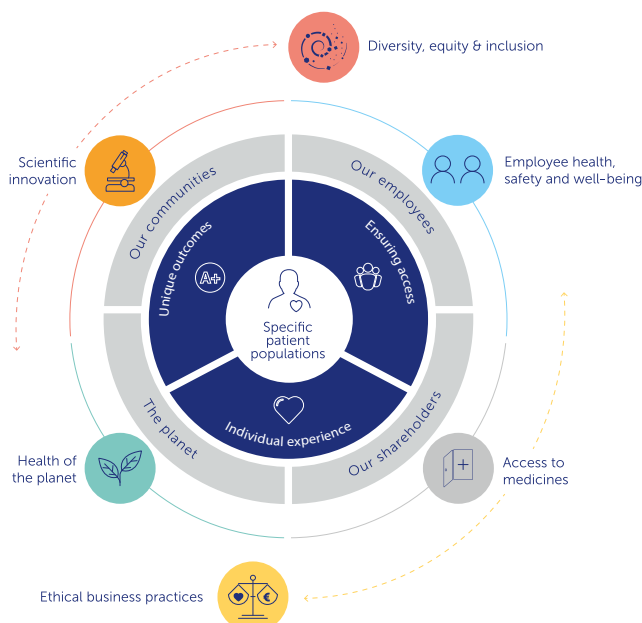 Diversity, equity & inclusion
Scientific
innovation
Employee health,
safety and well-being
Our communities
Our employees
Unique outcomes
A+
Ensuring access
Specific
patient
populations
Individual experience
The planet
Our shareholders
Health of
the planet
Access to
medicines
Ethical business practices
€